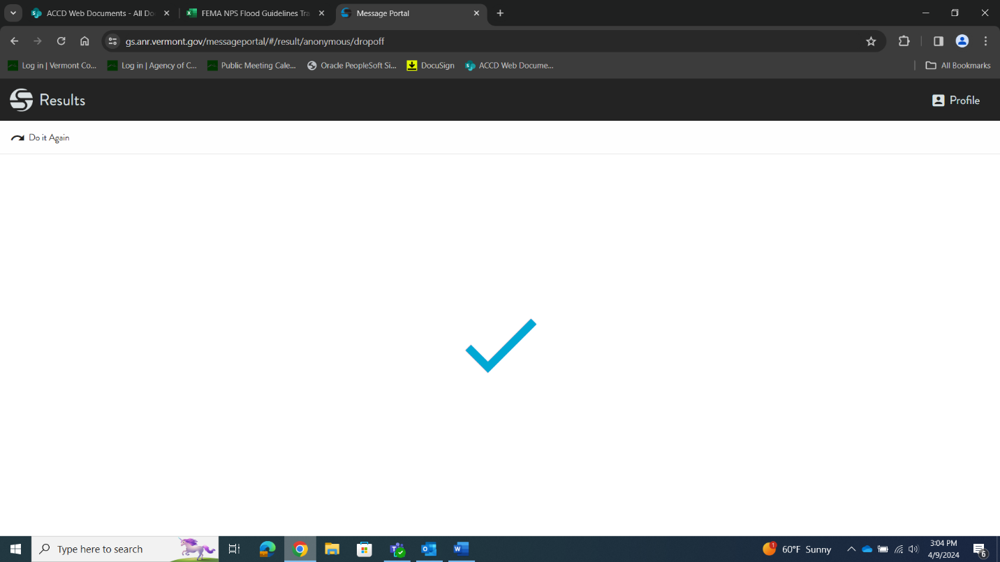 ACCD Web Documents - All Do
FEMA NPS Flood Guidelines Tra
Message Portal
gs.anr.vermont.gov/messageportal/#/result/anonymous/dropoff
Log in | Vermont Co...
Log in | Agency of C...
Public Meeting Cale...
Oracle PeopleSoft Si...
DocuSign
ACCD Web Docume...
All Bookmarks
Results
Profile
Do it Again
Type here to search
1
60°F Sunny
3:04 PM
4/9/2024
6